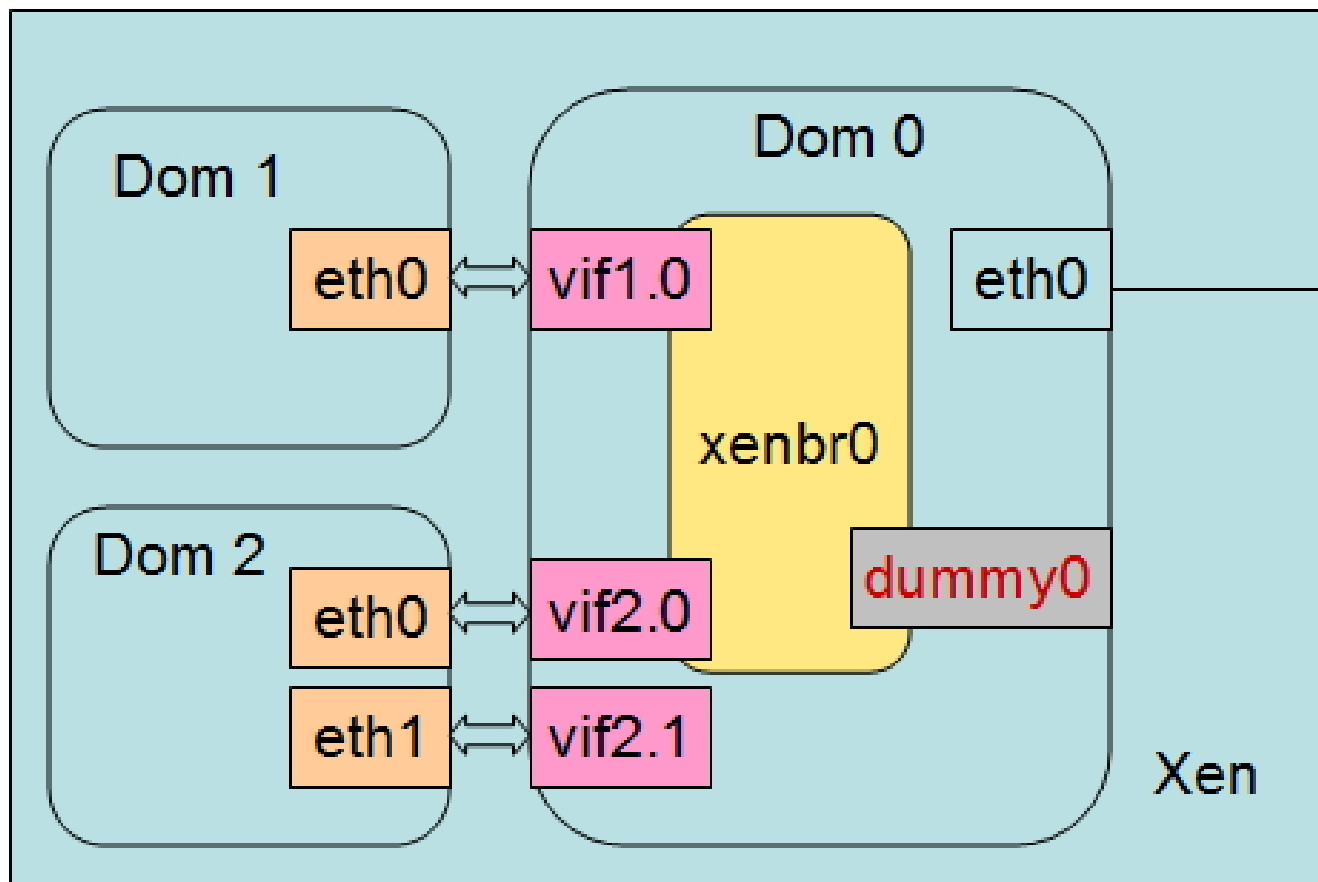 Dom 0
Dom 1
eth0
vif1.0
eth0
xenbr0
Dom 2
dummy0
eth0
vif2.0
eth1
vif2.1
Xen